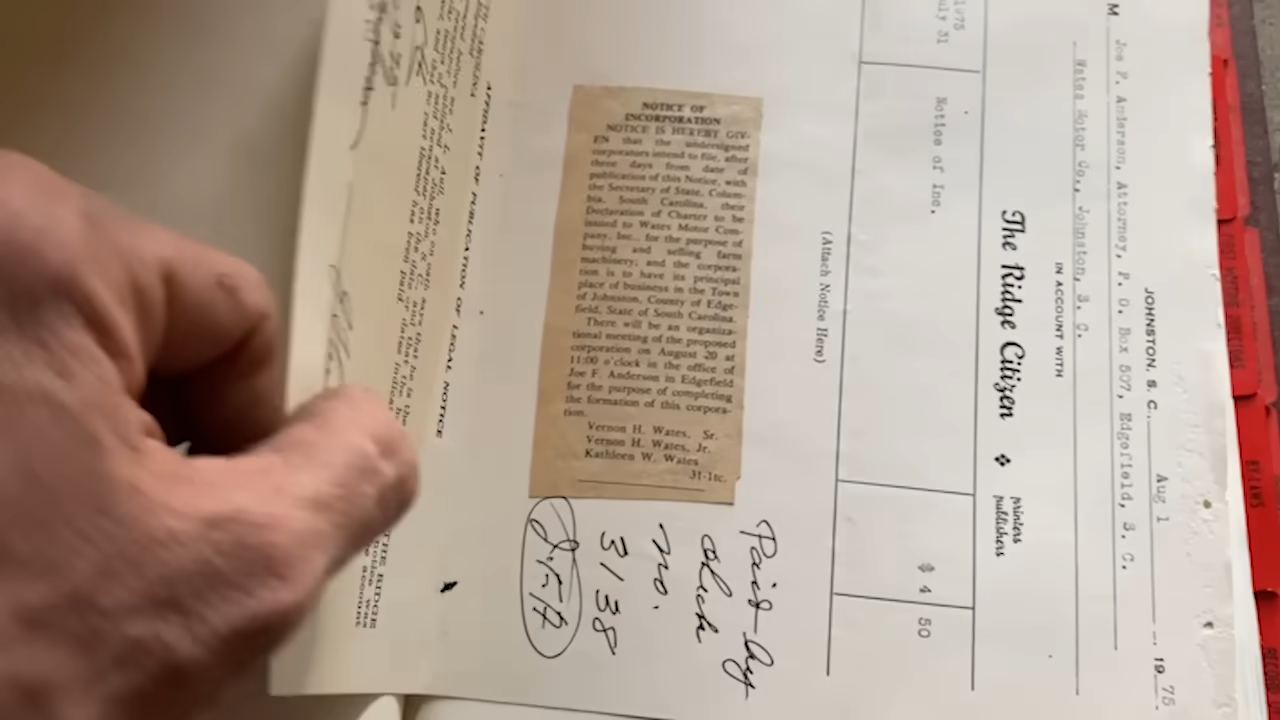 JOHNSTON, S. C., Aug 1 19 75
M Joe F. Anderson, Attorney, P. O. Box 507, Edgefield, S. C.
Wates Motor Co., Johnston, S. C.
IN ACCOUNT WITH
The Ridge Citizen ❖ printers
publishers
1975
July 31 Notice of Inc. $ 4 50
(Attach Notice Here)
NOTICE OF
INCORPORATION
NOTICE IS HEREBY GIV-
EN that the undersigned
corporators intend to file, after
three days from date of
publication of this Notice, with
the Secretary of State, Colum-
bia, South Carolina, their
Declaration of Charter to be
issued to Wates Motor Com-
pany, Inc., for the purpose of
buying and selling farm
machinery; and the corpora-
tion is to have its principal
place of business in the Town
of Johnston, County of Edge-
field, State of South Carolina.
There will be an organiza-
tional meeting of the proposed
corporation on August 20 at
11:00 o'clock in the office of
Joe F. Anderson in Edgefield
for the purpose of completing
the formation of this corpora-
tion.
Vernon H. Wates, Sr.
Vernon H. Wates, Jr.
Kathleen W. Wates
31-1tc.
Paid by
check
no.
3138
J.F.A
AFFIDAVIT OF PUBLICATION OF LEGAL NOTICE
CAROLINA
THE RIDGE
notice was
account
BYLAWS